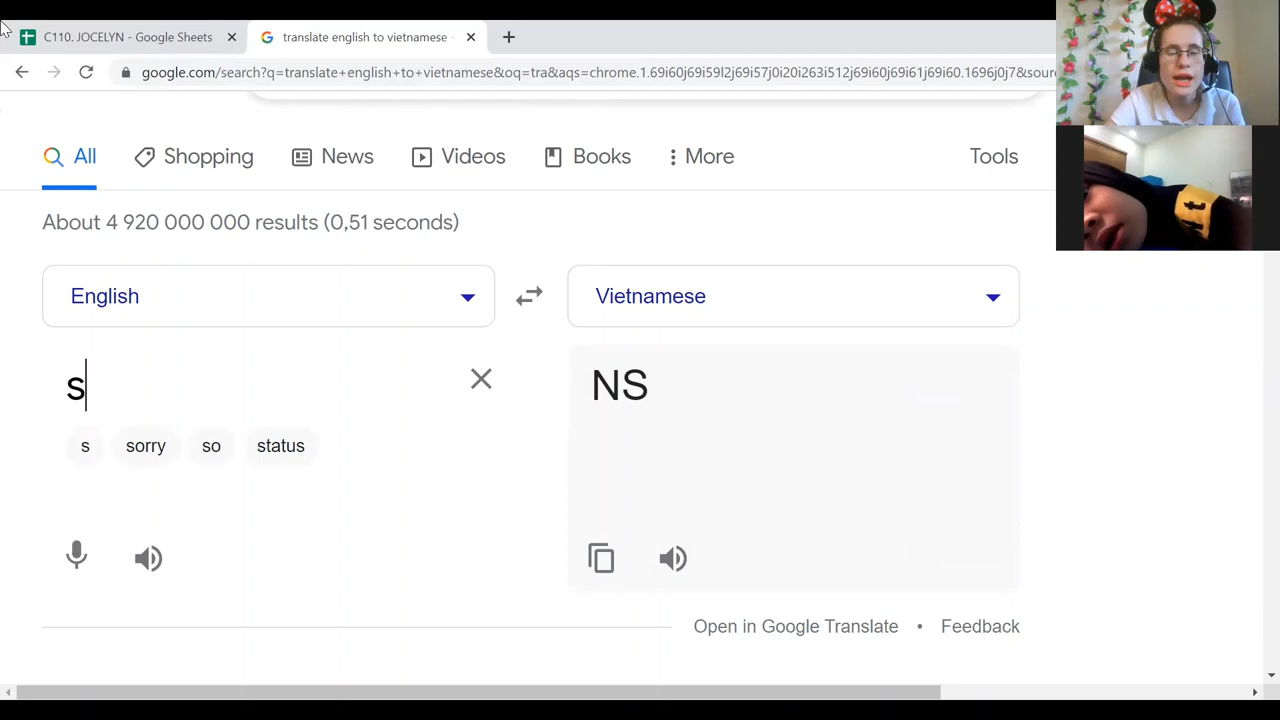 C110. JOCELYN - Google Sheets
translate english to vietnamese -
google.com/search?q=translate+english+to+vietnamese&oq=tra&aqs=chrome.1.69i60j69i59l2j69i57j0i20i263i512j69i60j69i61j69i60.1696j0j7&sour
All Shopping News Videos Books More Tools
About 4 920 000 000 results (0,51 seconds)
English Vietnamese
s NS
s sorry so status
Open in Google Translate • Feedback